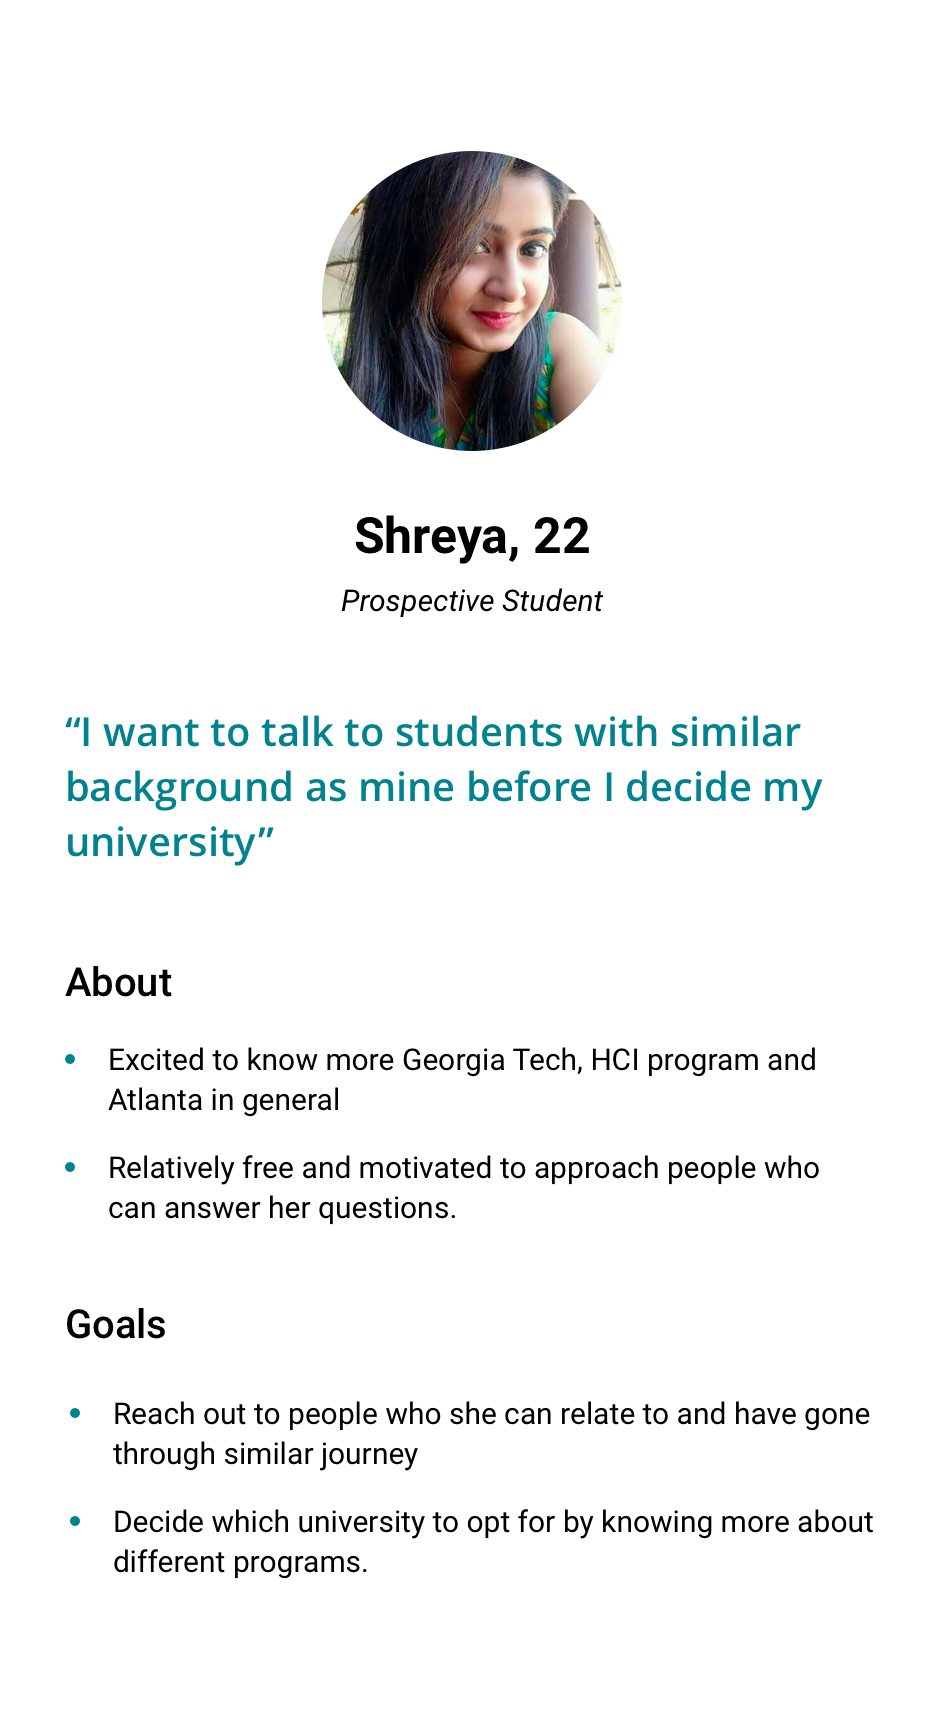 Shreya, 22
Prospective Student
“I want to talk to students with similar
background as mine before I decide my
university”
About
• Excited to know more Georgia Tech, HCI program and
Atlanta in general
• Relatively free and motivated to approach people who
can answer her questions.
Goals
• Reach out to people who she can relate to and have gone
through similar journey
• Decide which university to opt for by knowing more about
different programs.